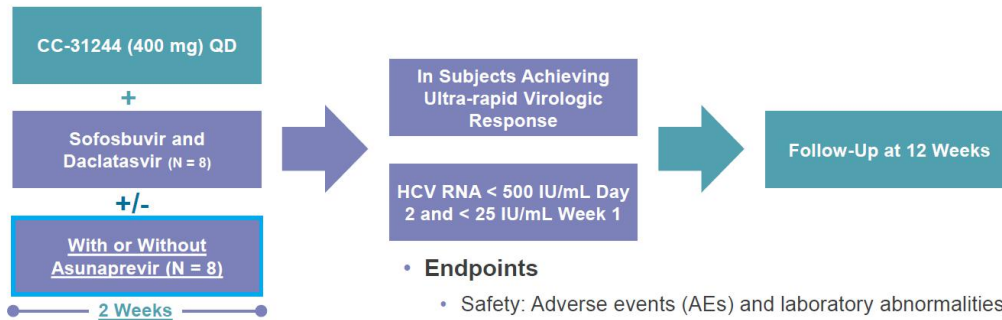 CC-31244 (400 mg) QD
+
Sofosbuvir and
Daclatasvir (N = 8)
+/-
With or Without
Asunaprevir (N = 8)
2 Weeks
In Subjects Achieving
Ultra-rapid Virologic
Response
HCV RNA < 500 IU/mL Day
2 and < 25 IU/mL Week 1
Follow-Up at 12 Weeks
• Endpoints
• Safety: Adverse events (AEs) and laboratory abnormalities